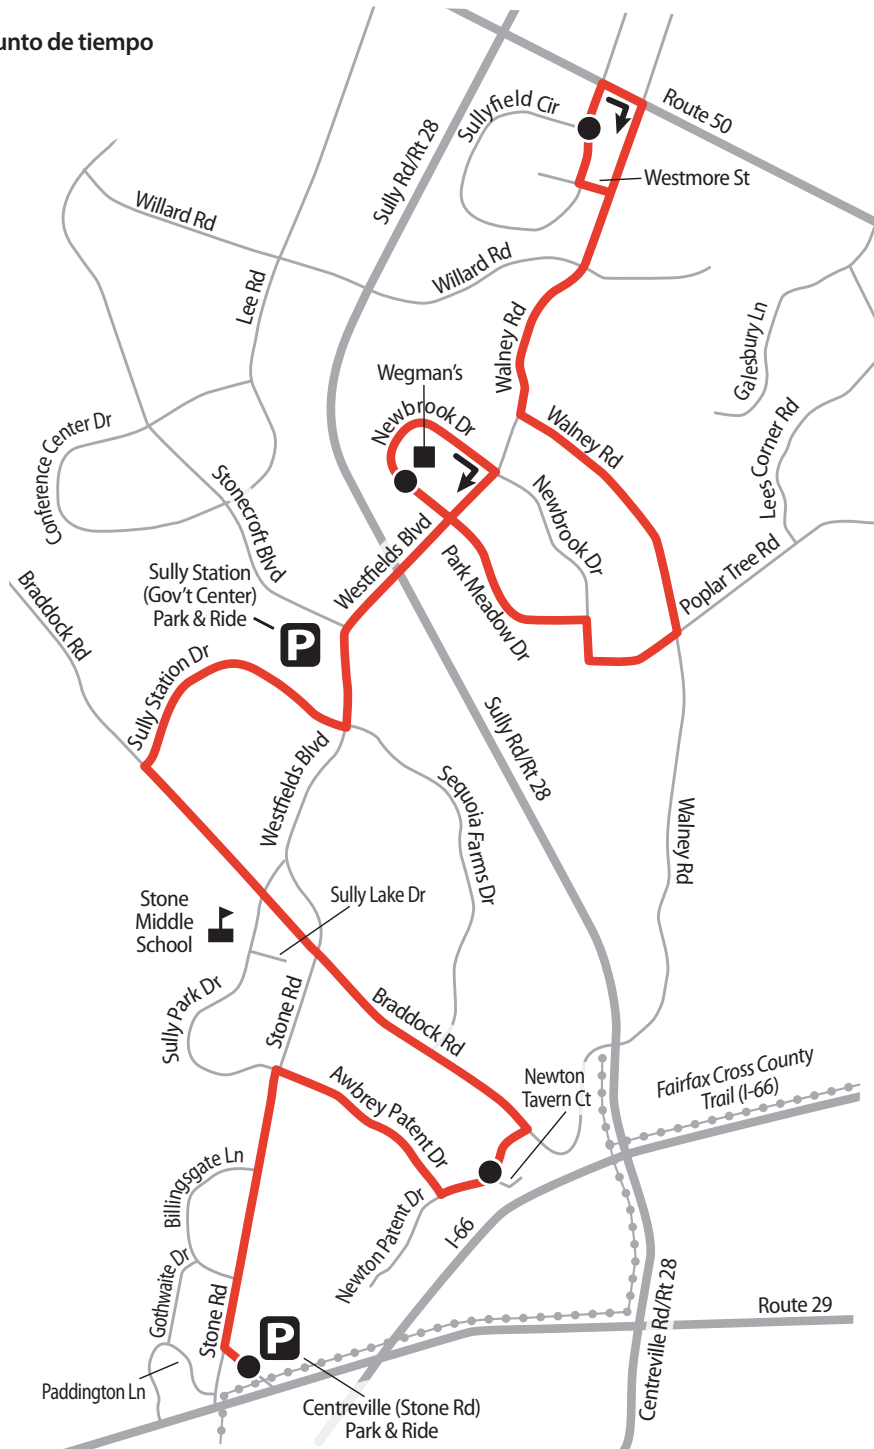 unto de tiempo
Route 50
Sullyfield Cir
Sully Rd/Rt 28
Westmore St
Willard Rd
Willard Rd
Lee Rd
Walney Rd
Galesbury Ln
Wegman's
Newbrook Dr
Walney Rd
Conference Center Dr
Lees Corner Rd
Stonecroft Blvd
Newbrook Dr
Westfields Blvd
Park Meadow Dr
Poplar Tree Rd
Sully Station
(Gov't Center)
Park & Ride
P
Braddock Rd
Sully Station Dr
Sully Rd/Rt 28
Westfields Blvd
Sequoia Farms Dr
Walney Rd
Stone
Middle
School
Sully Lake Dr
Sully Park Dr
Stone Rd
Braddock Rd
Newton
Tavern Ct
Fairfax Cross County
Trail (I-66)
Awbrey Patent Dr
Billingsgate Ln
Newton Patent Dr
I-66
Gothwaite Dr
Stone Rd
P
Centreville Rd/Rt 28
Route 29
Paddington Ln
Centreville (Stone Rd)
Park & Ride